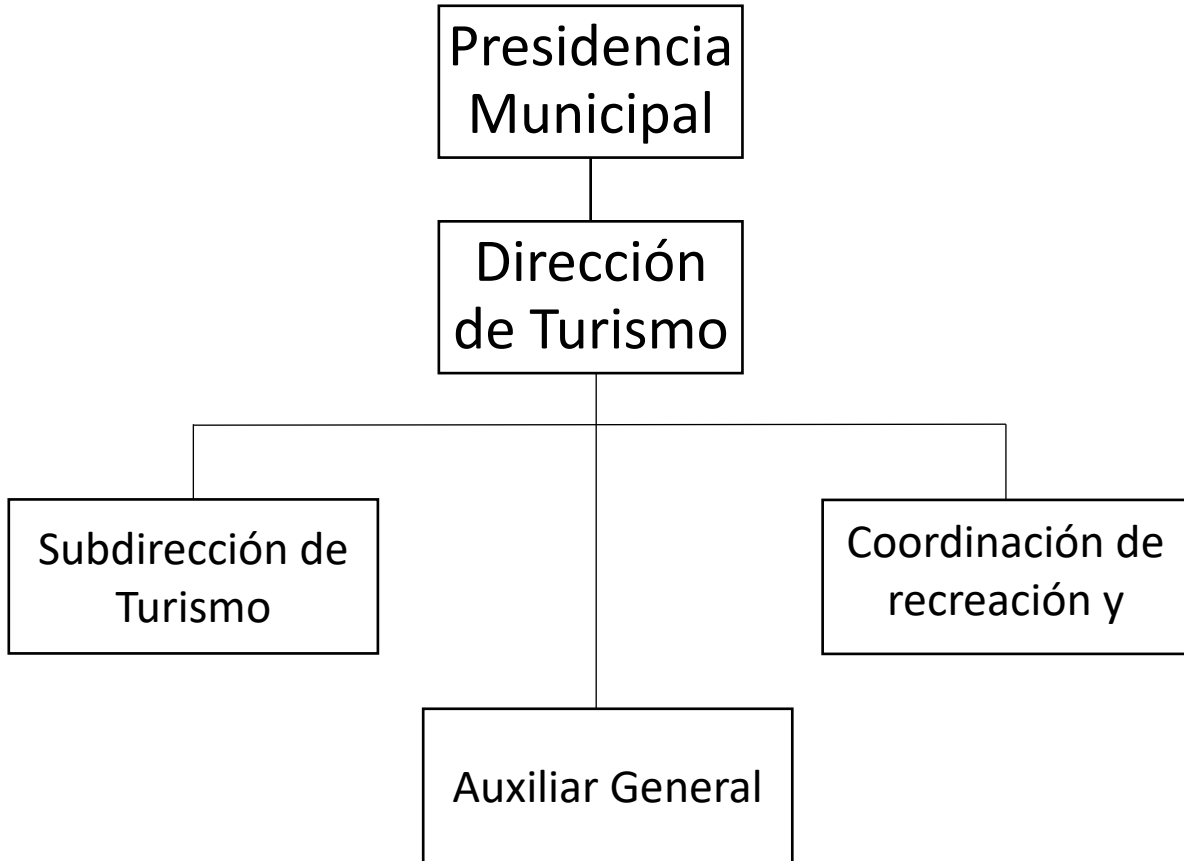 Presidencia
Municipal
Dirección
de Turismo
Subdirección de
Turismo
Coordinación de
recreación y
Auxiliar General